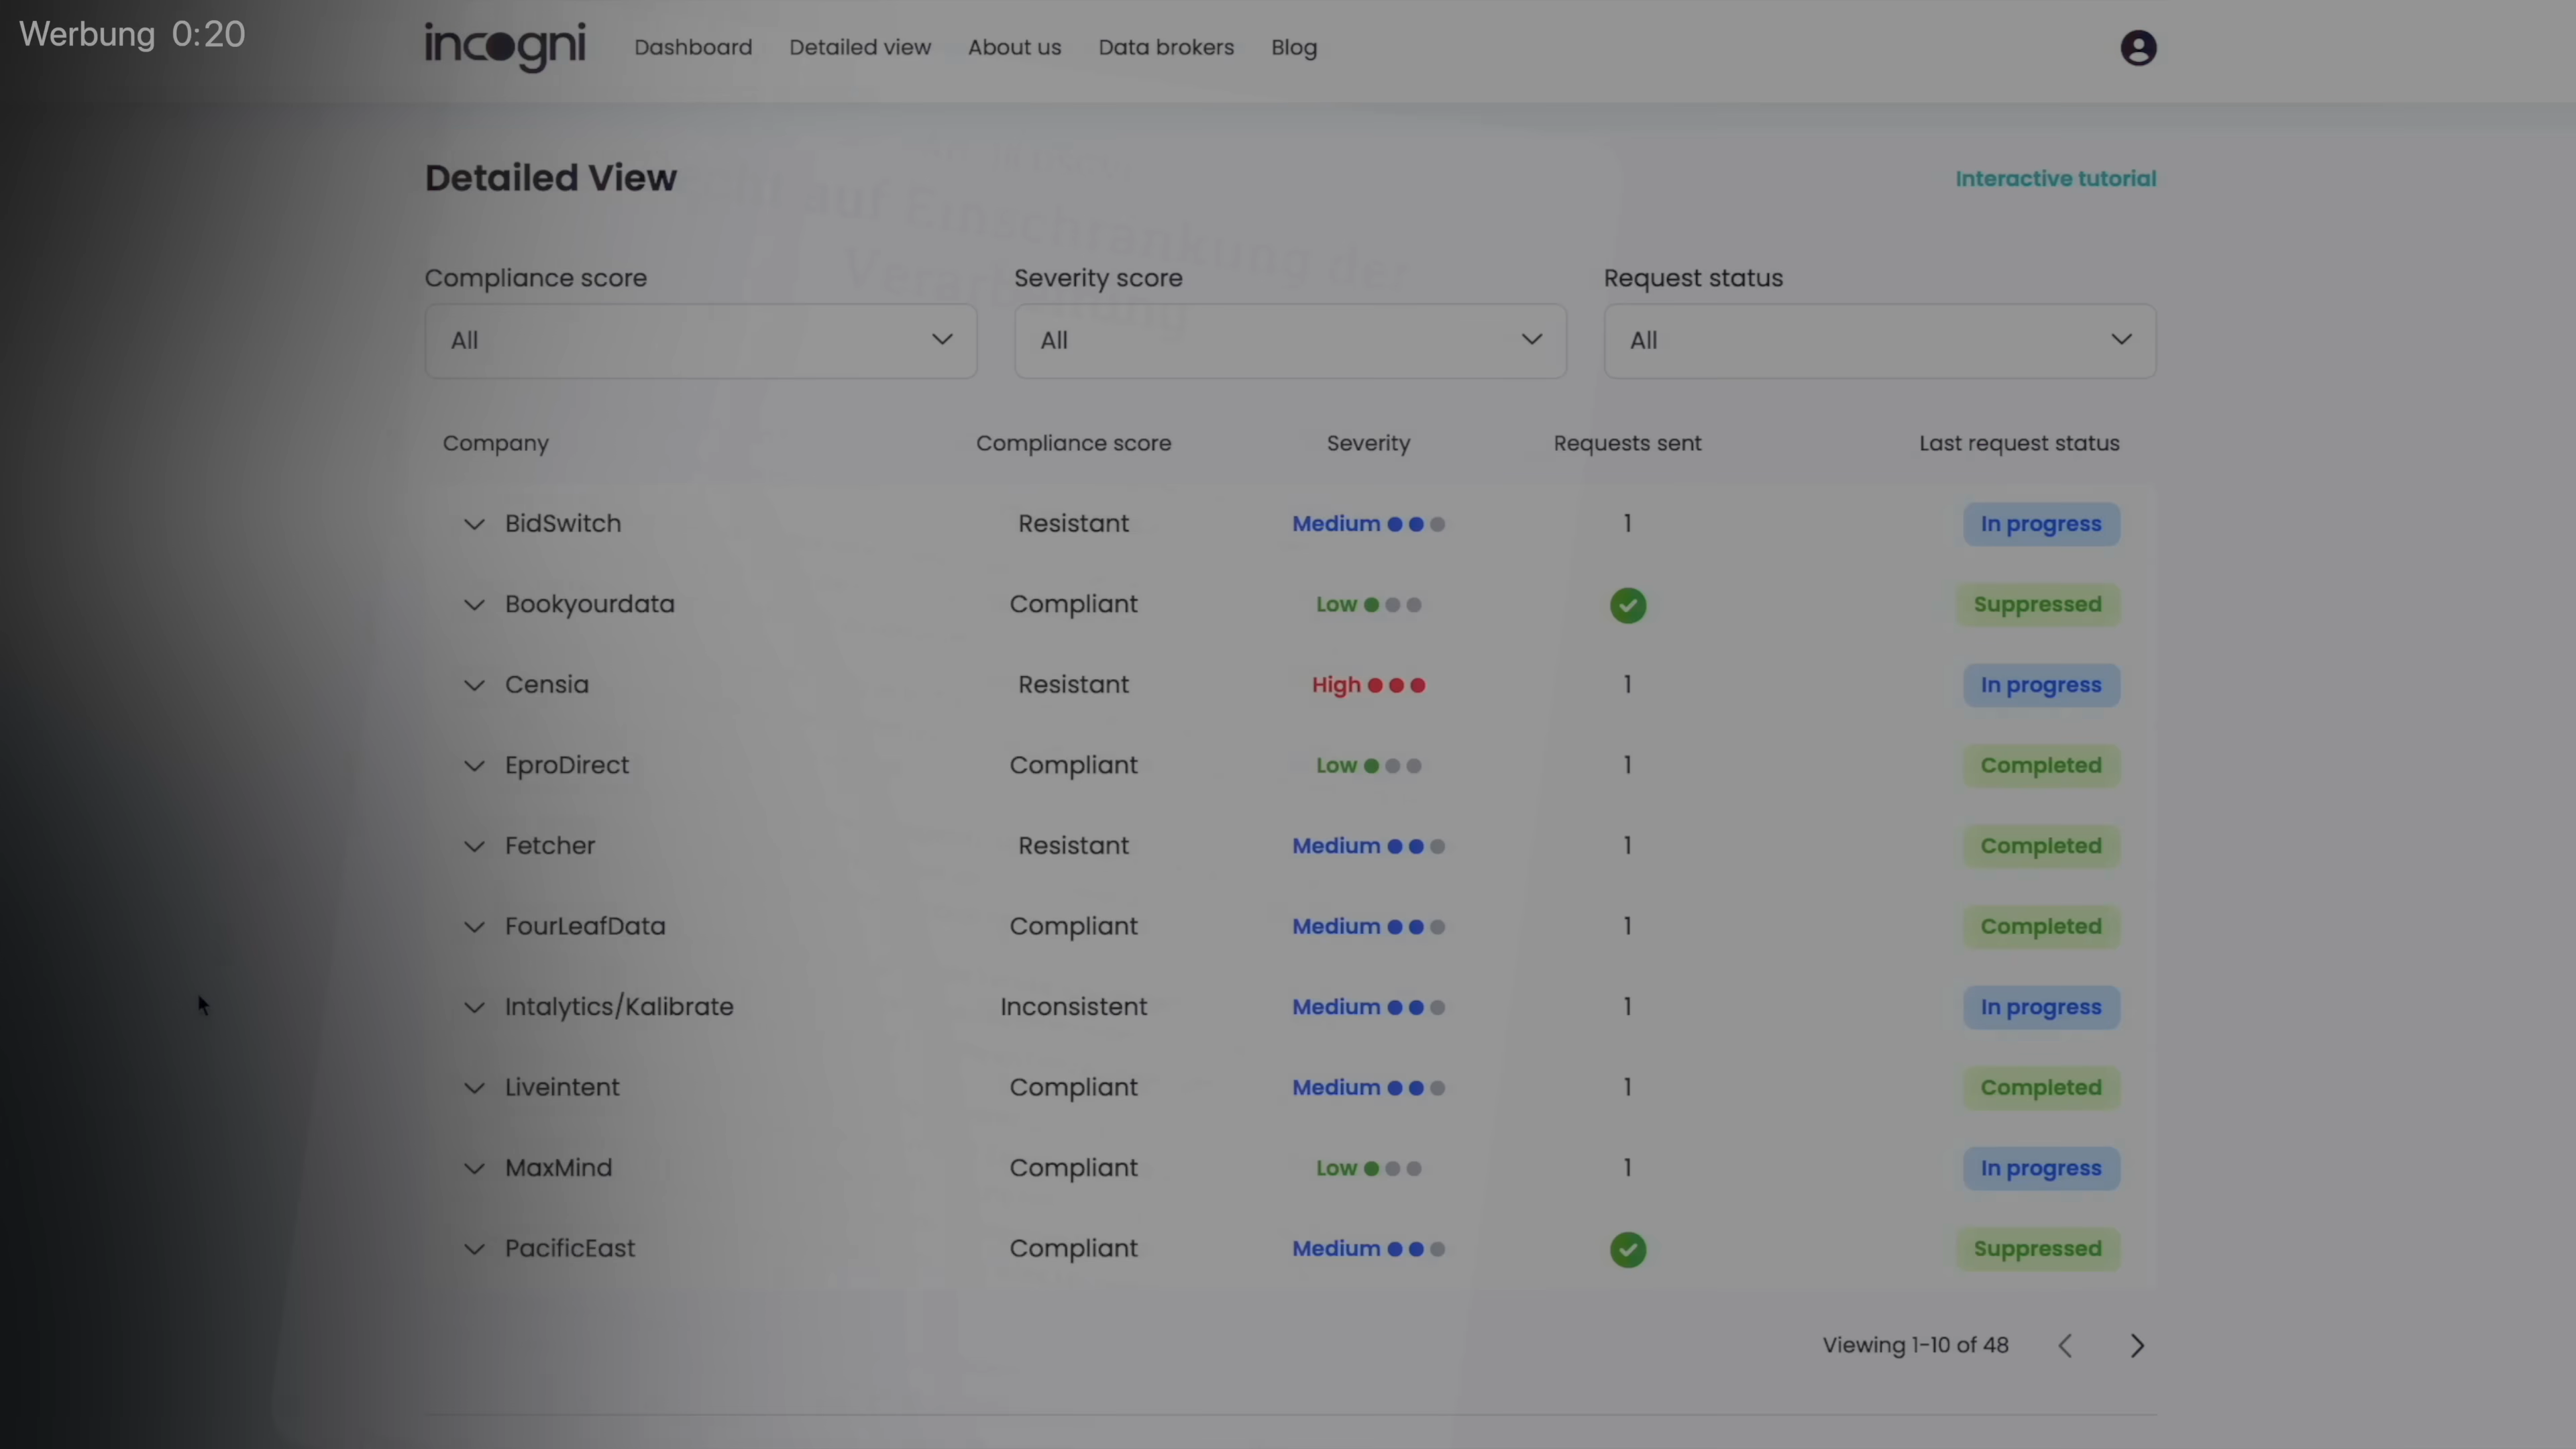 Werbung 0:20
incogni Dashboard Detailed view About us Data brokers Blog
Detailed View Interactive tutorial
auf Einschränkung der
Compliance score Severity score Request status
All All All
Company Compliance score Severity Requests sent Last request status
BidSwitch Resistant Medium 1 In progress
Bookyourdata Compliant Low Suppressed
Censia Resistant High 1 In progress
EproDirect Compliant Low 1 Completed
Fetcher Resistant Medium 1 Completed
FourLeafData Compliant Medium 1 Completed
Intalytics/Kalibrate Inconsistent Medium 1 In progress
Liveintent Compliant Medium 1 Completed
MaxMind Compliant Low 1 In progress
PacificEast Compliant Medium Suppressed
Viewing 1-10 of 48